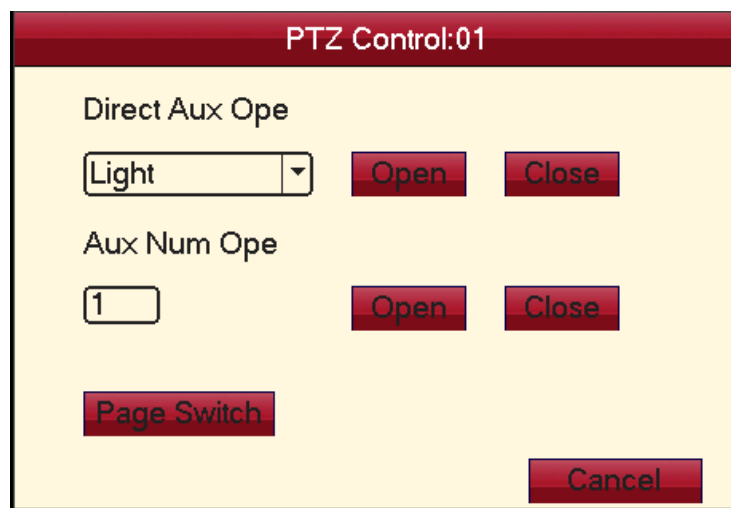 PTZ Control:01
Direct Aux Ope
Light Open Close
Aux Num Ope
1 Open Close
Page Switch
Cancel